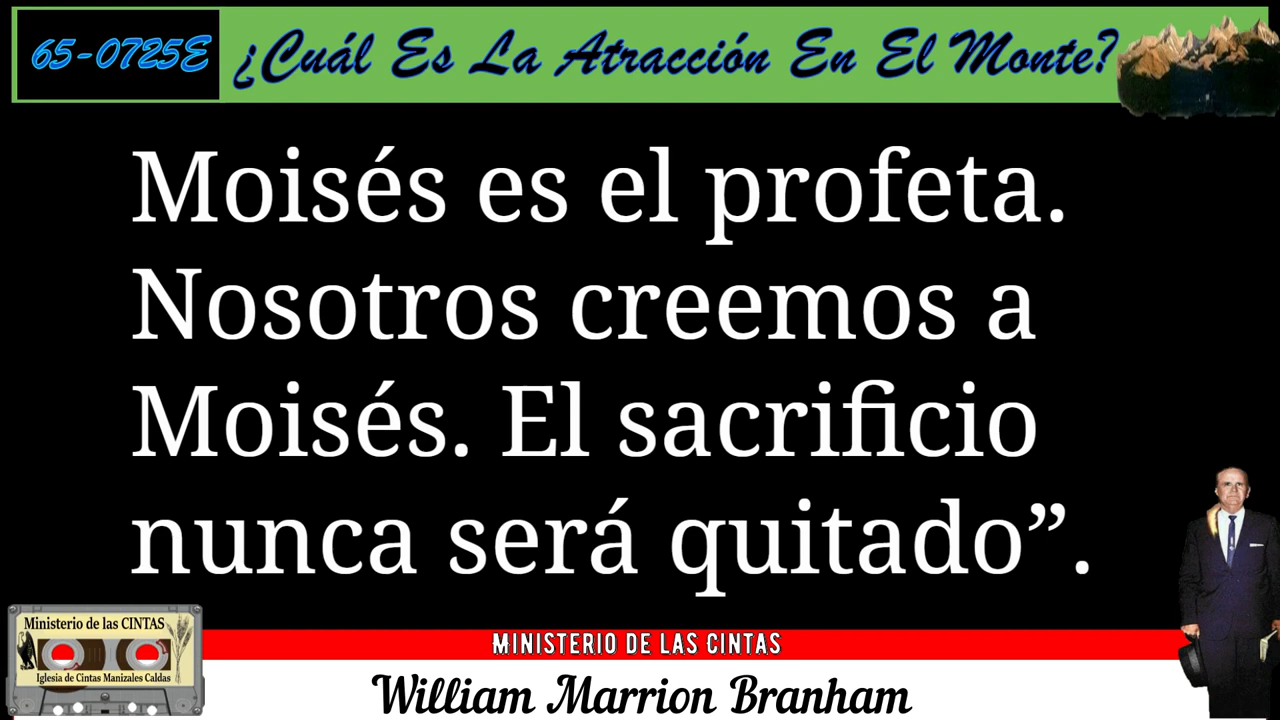 65-0725E ¿Cuál Es La Atracción En El Monte?
Moisés es el profeta.
Nosotros creemos a
Moisés. El sacrificio
nunca será quitado”.
Ministerio de las CINTAS
Iglesia de Cintas Manizales Caldas
MINISTERIO DE LAS CINTAS
William Marrion Branham